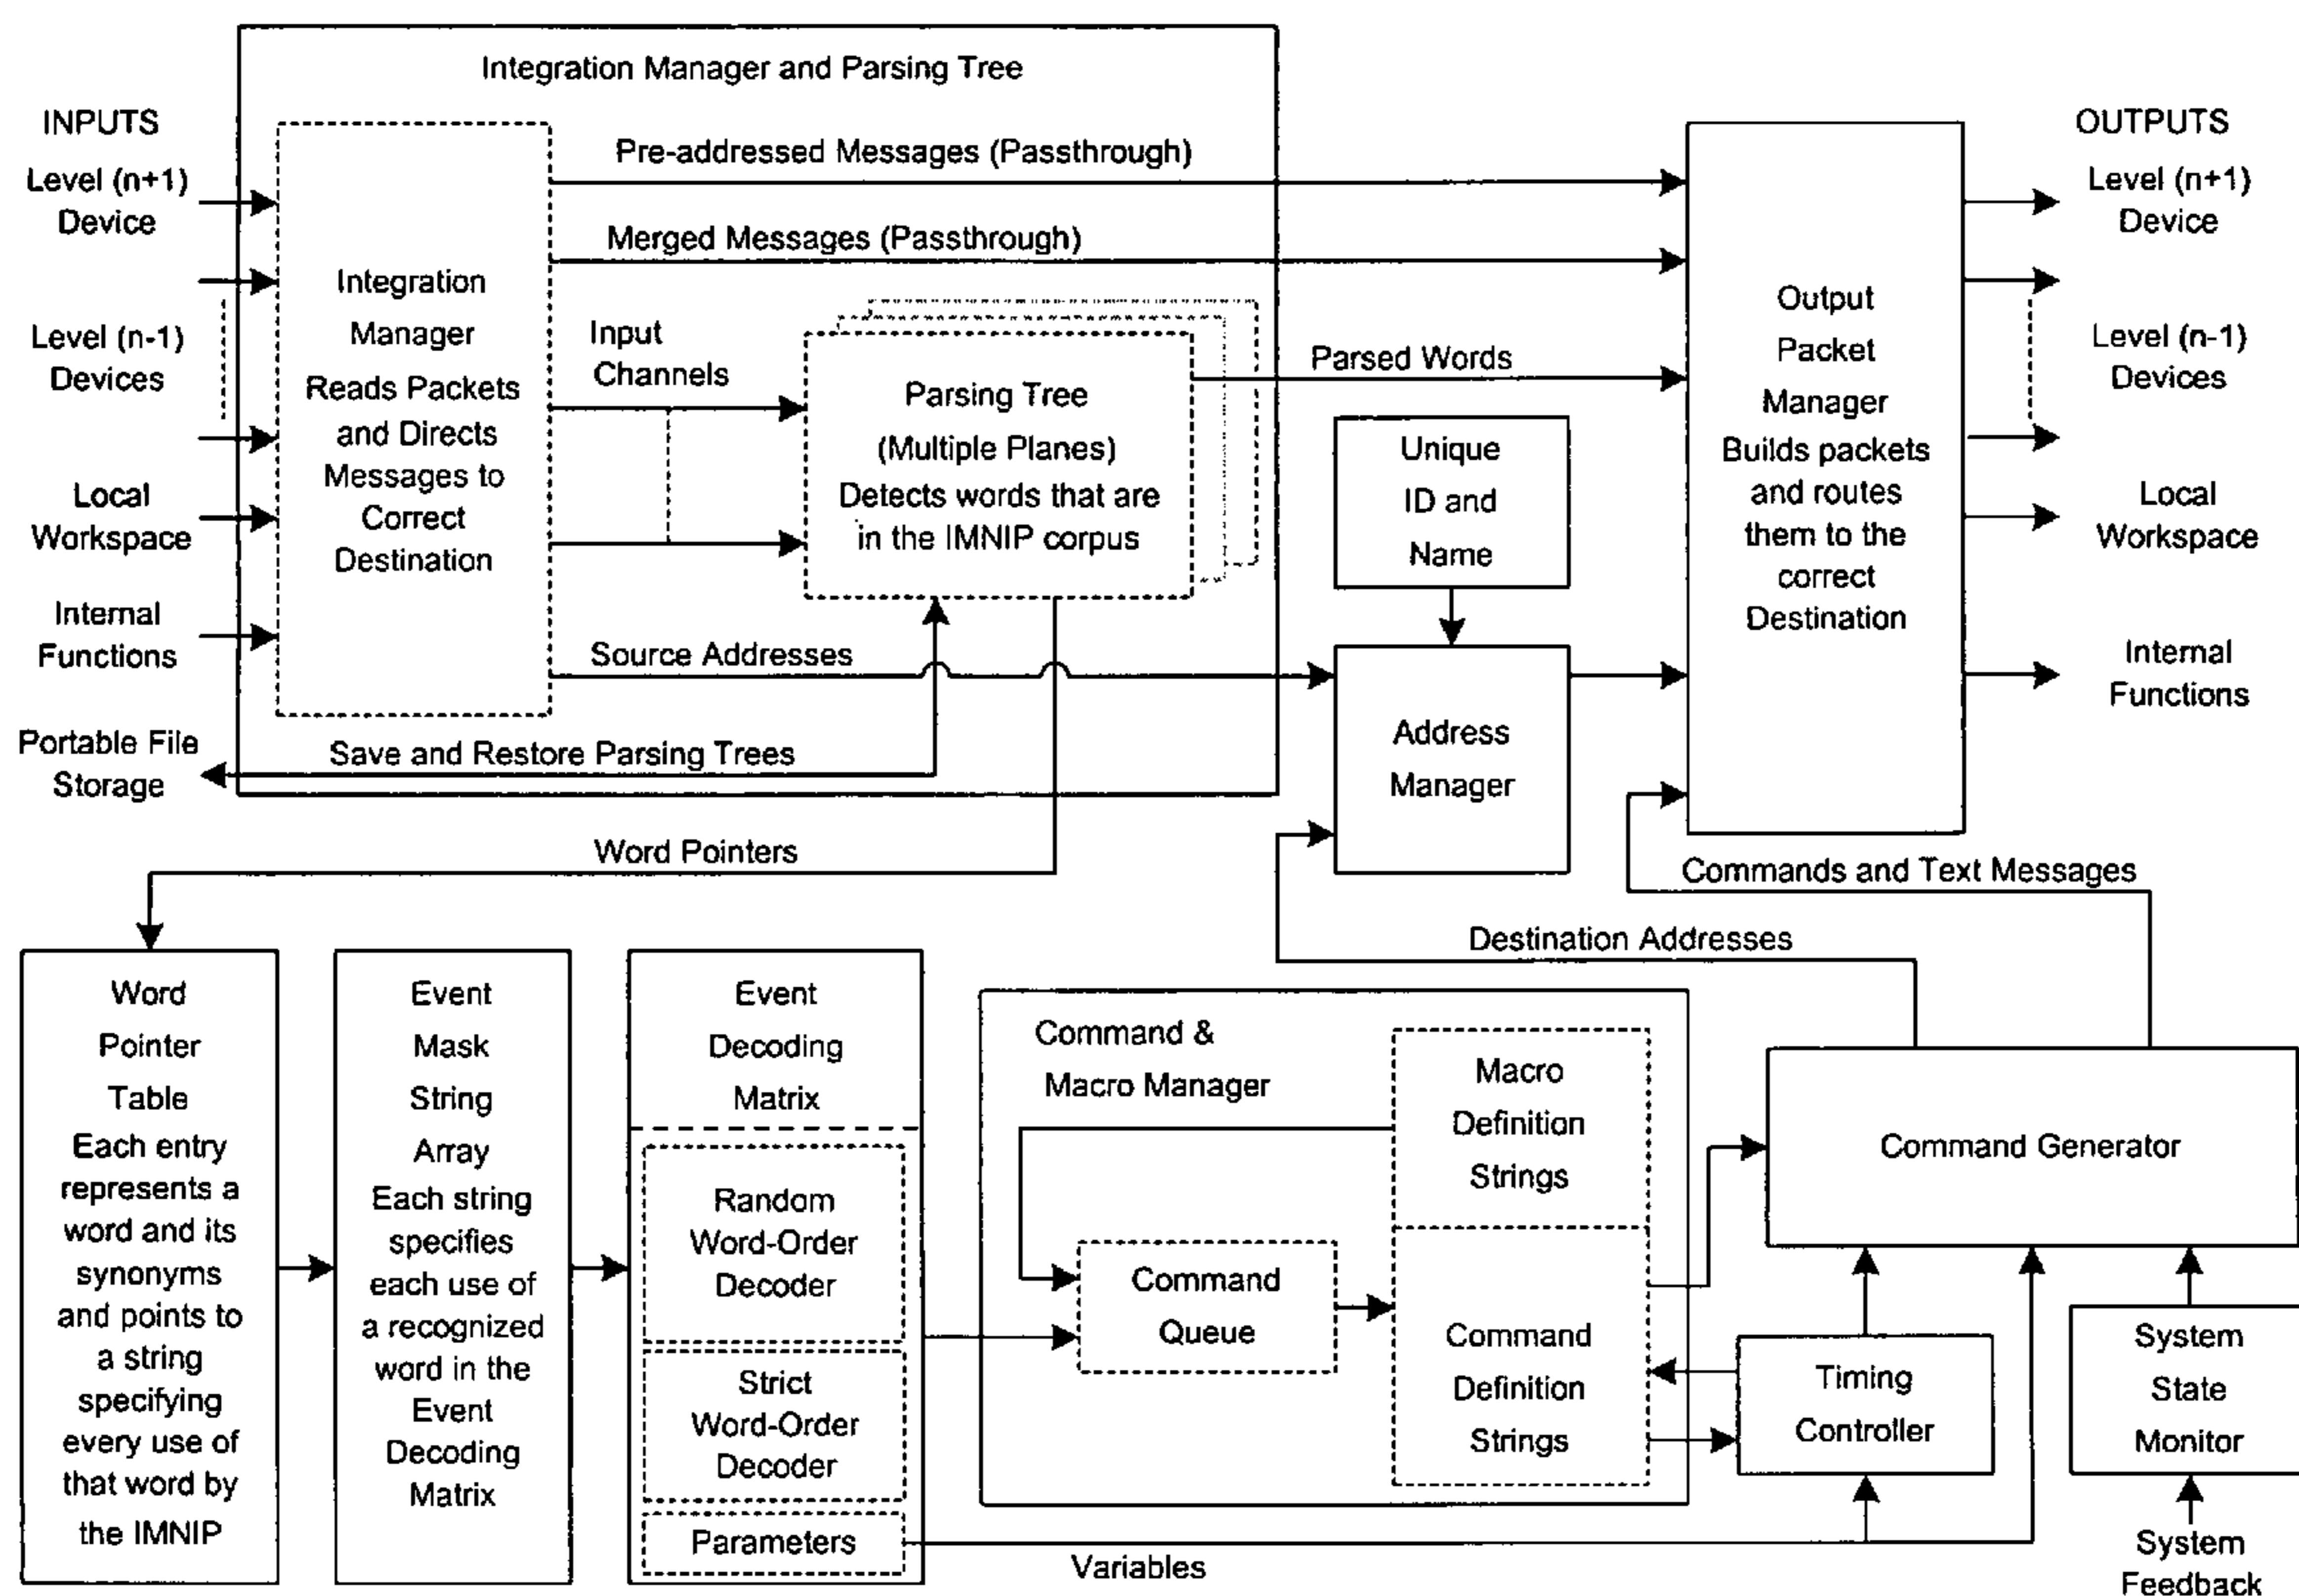 Integration Manager and Parsing Tree
INPUTS
Level (n+1)
Device
Level (n-1)
Devices
Local
Workspace
Internal
Functions
Portable File
Storage
Integration
Manager
Reads Packets
and Directs
Messages to
Correct
Destination
Pre-addressed Messages (Passthrough)
Merged Messages (Passthrough)
Input
Channels
Parsing Tree
(Multiple Planes)
Detects words that are
in the IMNIP corpus
Parsed Words
Source Addresses
Save and Restore Parsing Trees
Unique
ID and
Name
Address
Manager
Output
Packet
Manager
Builds packets
and routes
them to the
correct
Destination
OUTPUTS
Level (n+1)
Device
Level (n-1)
Devices
Local
Workspace
Internal
Functions
Word Pointers
Commands and Text Messages
Destination Addresses
Word
Pointer
Table
Each entry
represents a
word and its
synonyms
and points to
a string
specifying
every use of
that word by
the IMNIP
Event
Mask
String
Array
Each string
specifies
each use of
a recognized
word in the
Event
Decoding
Matrix
Event
Decoding
Matrix
Random
Word-Order
Decoder
Strict
Word-Order
Decoder
Parameters
Variables
Command &
Macro Manager
Command
Queue
Macro
Definition
Strings
Command
Definition
Strings
Command Generator
Timing
Controller
System
State
Monitor
System
Feedback